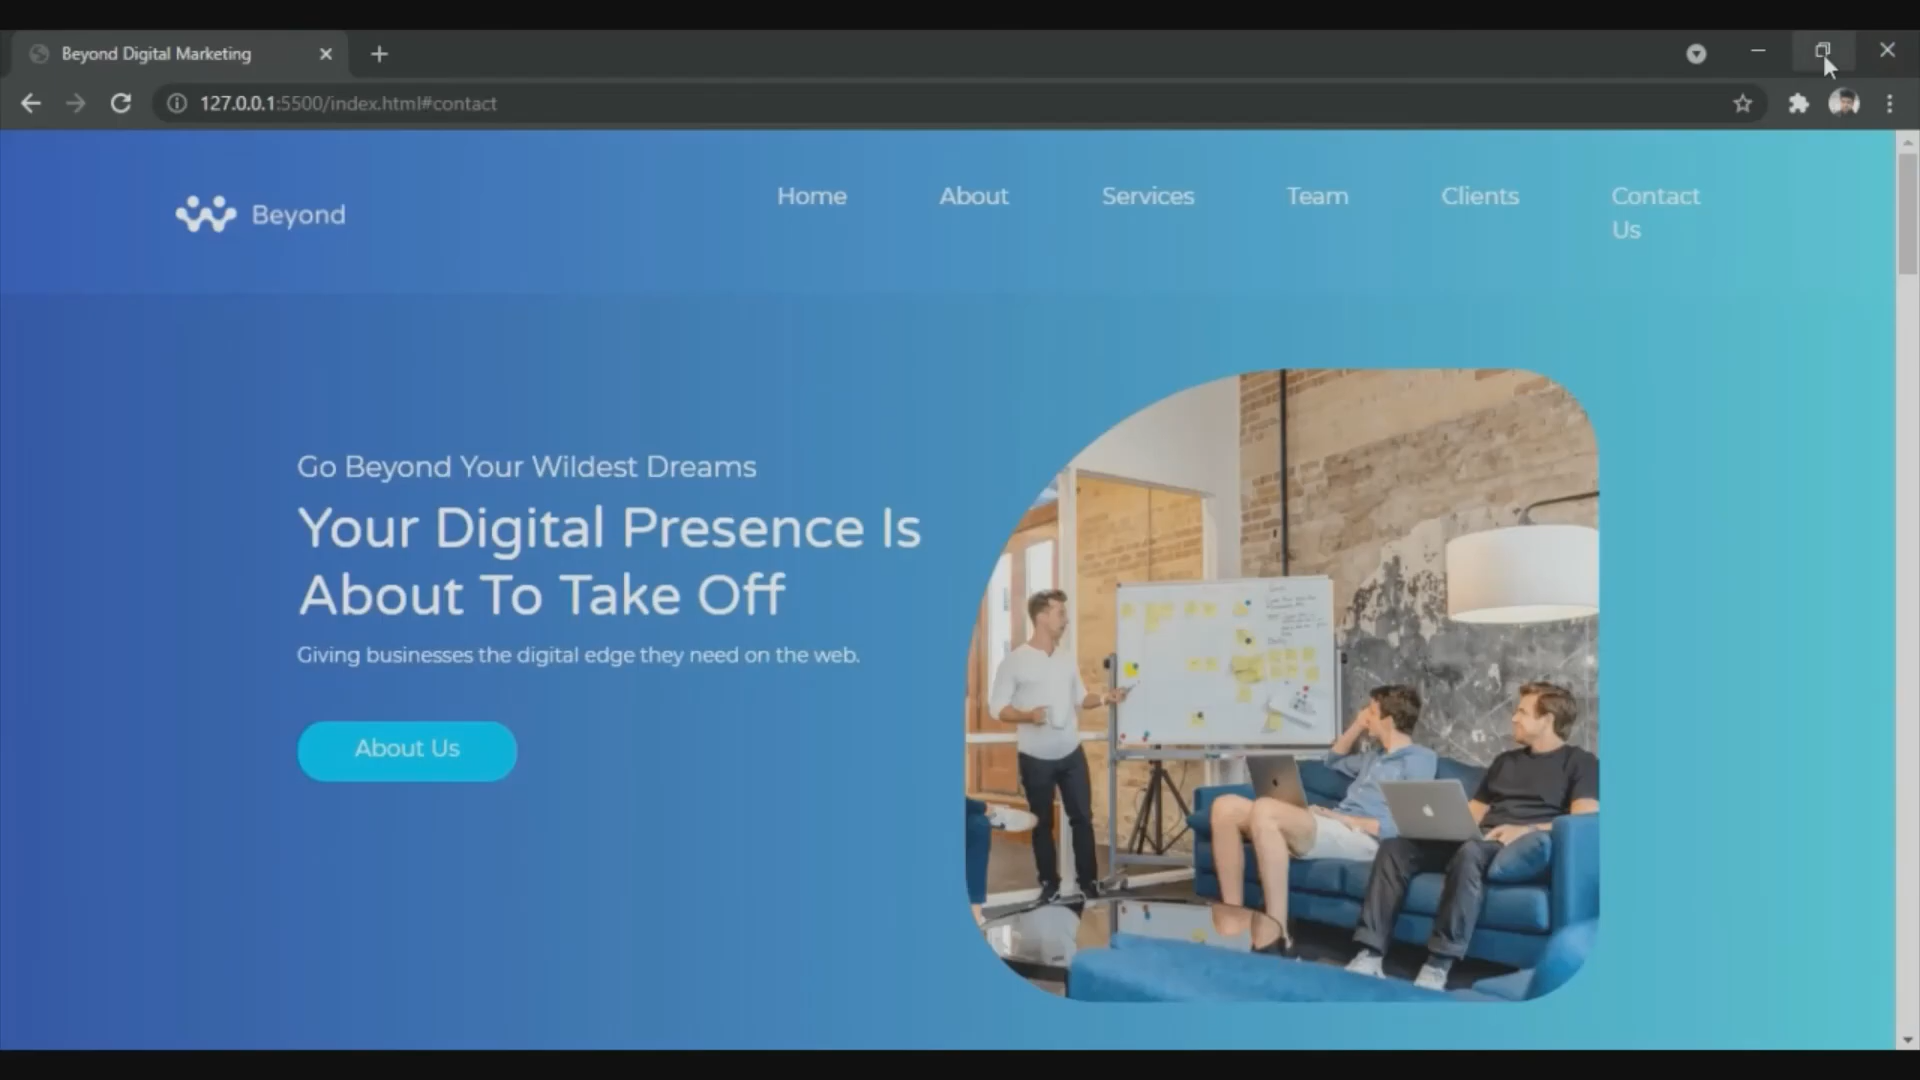 Beyond Digital Marketing
127.0.0.1:5500/index.html#contact
Beyond
Home
About
Services
Team
Clients
Contact
Us
Go Beyond Your Wildest Dreams
Your Digital Presence Is
About To Take Off
Giving businesses the digital edge they need on the web.
About Us